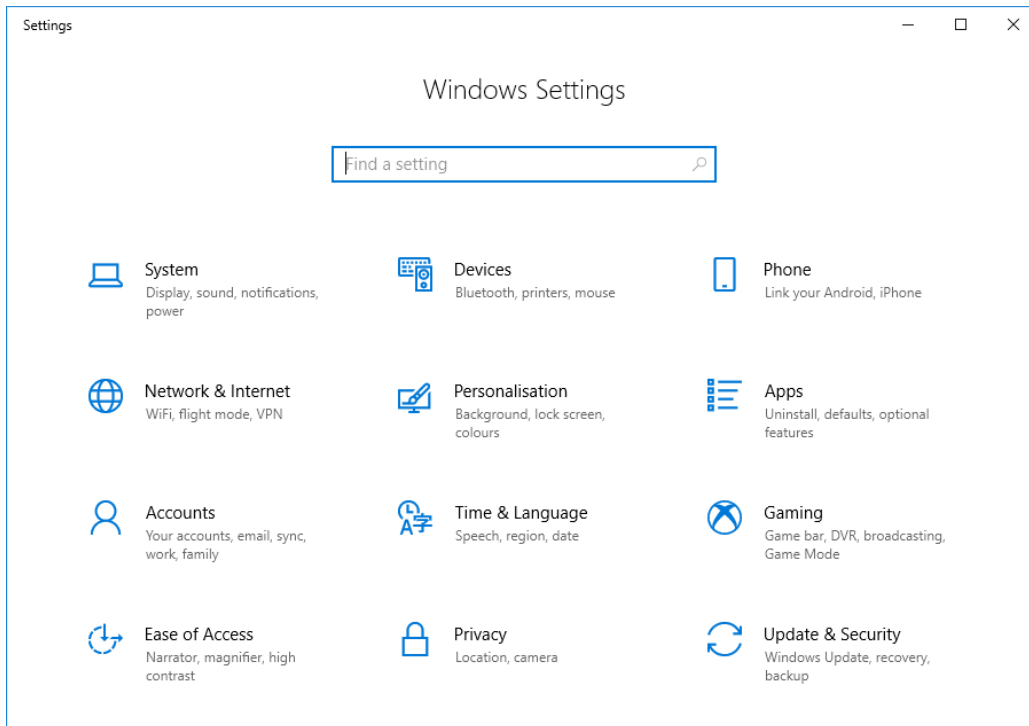 Settings
Windows Settings
Find a setting
System
Display, sound, notifications,
power
Devices
Bluetooth, printers, mouse
Phone
Link your Android, iPhone
Network & Internet
WiFi, flight mode, VPN
Personalisation
Background, lock screen,
colours
Apps
Uninstall, defaults, optional
features
Accounts
Your accounts, email, sync,
work, family
Time & Language
Speech, region, date
Gaming
Game bar, DVR, broadcasting,
Game Mode
Ease of Access
Narrator, magnifier, high
contrast
Privacy
Location, camera
Update & Security
Windows Update, recovery,
backup